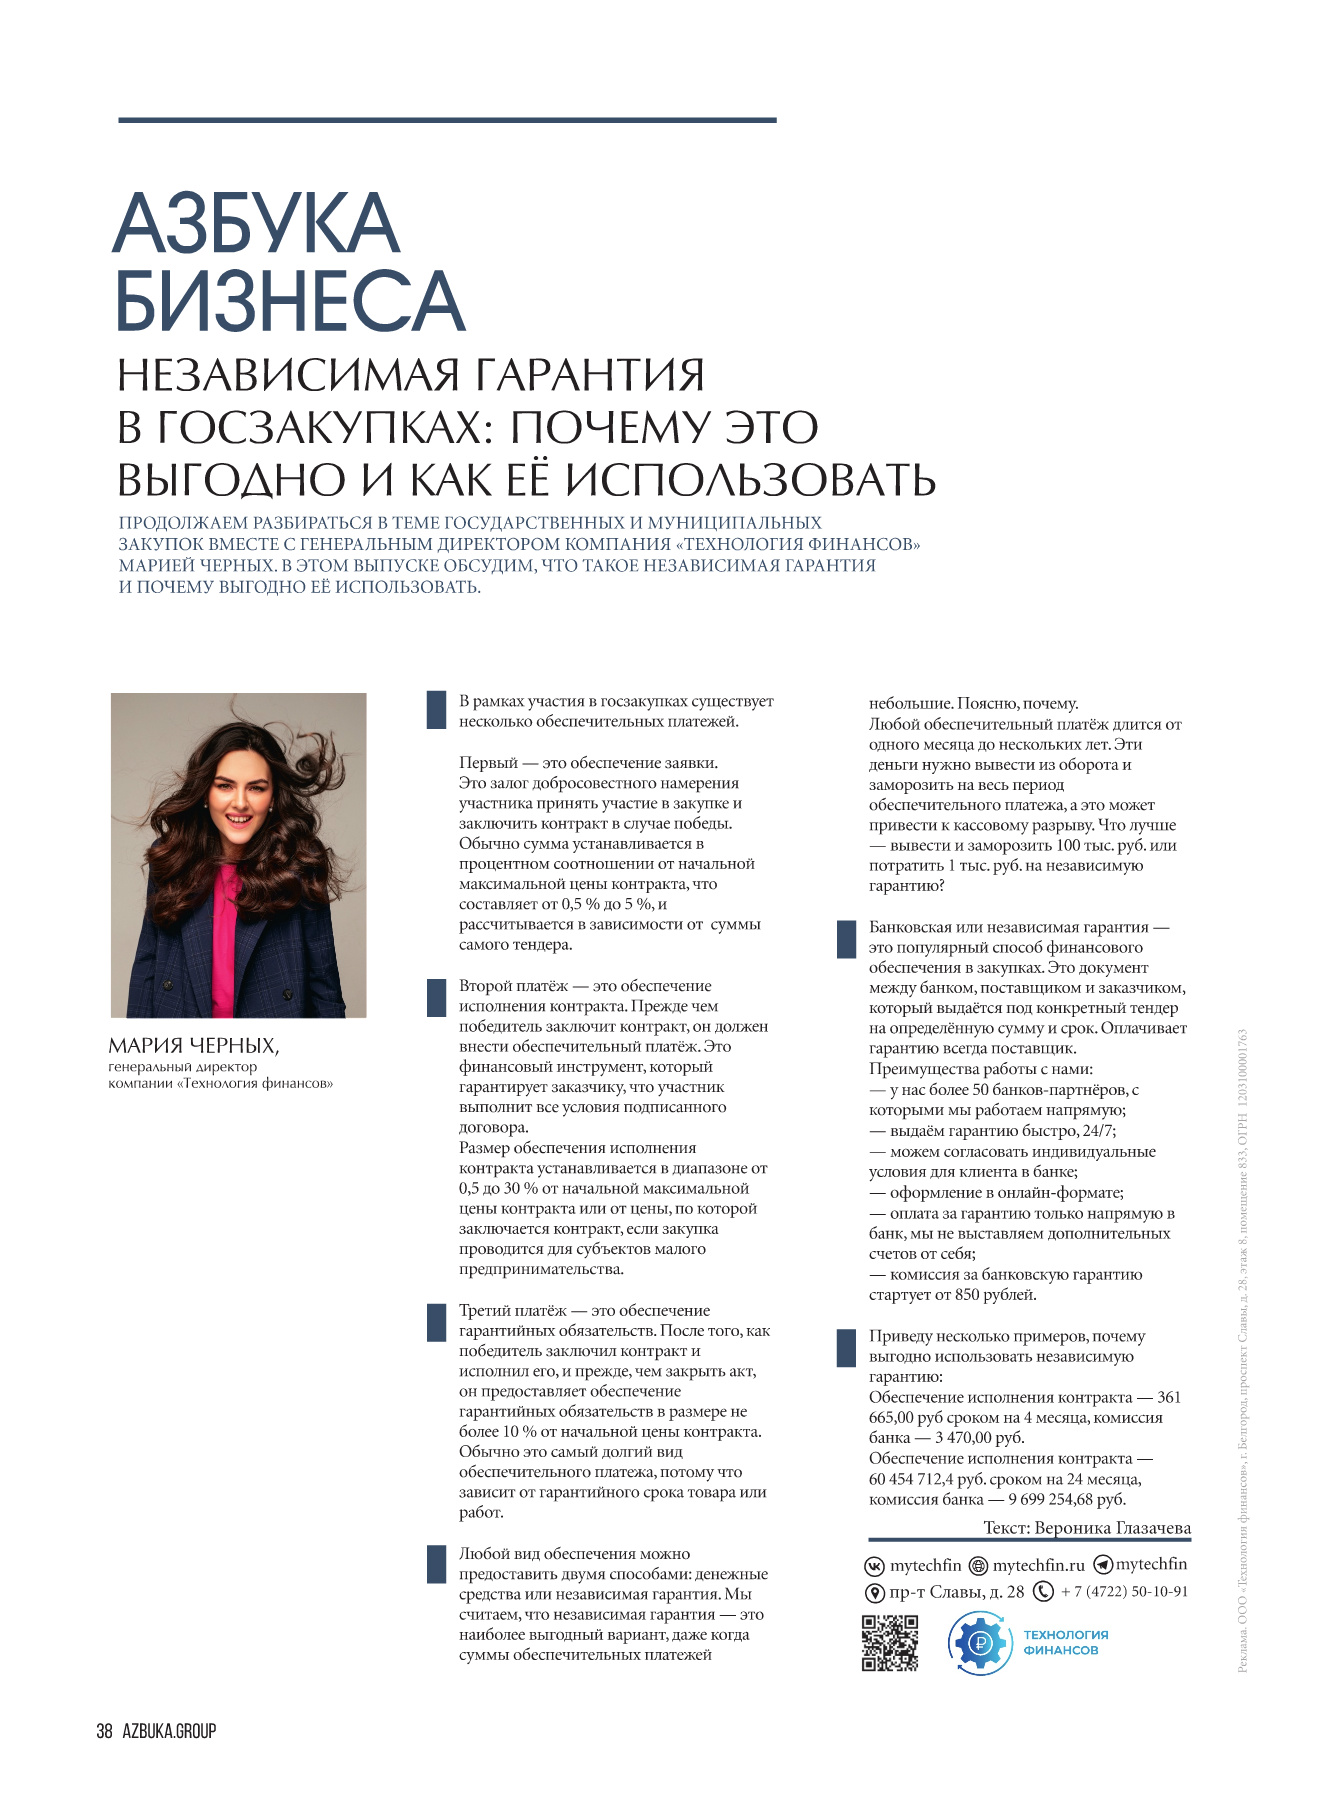 АЗБУКА
БИЗНЕСА
НЕЗАВИСИМАЯ ГАРАНТИЯ
В ГОСЗАКУПКАХ: ПОЧЕМУ ЭТО
ВЫГОДНО И КАК ЕЁ ИСПОЛЬЗОВАТЬ
ПРОДОЛЖАЕМ РАЗБИРАТЬСЯ В ТЕМЕ ГОСУДАРСТВЕННЫХ И МУНИЦИПАЛЬНЫХ
ЗАКУПОК ВМЕСТЕ С ГЕНЕРАЛЬНЫМ ДИРЕКТОРОМ КОМПАНИЯ «ТЕХНОЛОГИЯ ФИНАНСОВ»
МАРИЕЙ ЧЕРНЫХ. В ЭТОМ ВЫПУСКЕ ОБСУДИМ, ЧТО ТАКОЕ НЕЗАВИСИМАЯ ГАРАНТИЯ
И ПОЧЕМУ ВЫГОДНО ЕЁ ИСПОЛЬЗОВАТЬ.
МАРИЯ ЧЕРНЫХ,
генеральный директор
компании «Технология финансов»
В рамках участия в госзакупках существует
несколько обеспечительных платежей.
Первый — это обеспечение заявки.
Это залог добросовестного намерения
участника принять участие в закупке и
заключить контракт в случае победы.
Обычно сумма устанавливается в
процентном соотношении от начальной
максимальной цены контракта, что
составляет от 0,5 % до 5 %, и
рассчитывается в зависимости от суммы
самого тендера.
Второй платёж — это обеспечение
исполнения контракта. Прежде чем
победитель заключит контракт, он должен
внести обеспечительный платёж. Это
финансовый инструмент, который
гарантирует заказчику, что участник
выполнит все условия подписанного
договора.
Размер обеспечения исполнения
контракта устанавливается в диапазоне от
0,5 до 30 % от начальной максимальной
цены контракта или от цены, по которой
заключается контракт, если закупка
проводится для субъектов малого
предпринимательства.
Третий платёж — это обеспечение
гарантийных обязательств. После того, как
победитель заключил контракт и
исполнил его, и прежде, чем закрыть акт,
он предоставляет обеспечение
гарантийных обязательств в размере не
более 10 % от начальной цены контракта.
Обычно это самый долгий вид
обеспечительного платежа, потому что
зависит от гарантийного срока товара или
работ.
Любой вид обеспечения можно
предоставить двумя способами: денежные
средства или независимая гарантия. Мы
считаем, что независимая гарантия — это
наиболее выгодный вариант, даже когда
суммы обеспечительных платежей
небольшие. Поясню, почему.
Любой обеспечительный платёж длится от
одного месяца до нескольких лет. Эти
деньги нужно вывести из оборота и
заморозить на весь период
обеспечительного платежа, а это может
привести к кассовому разрыву. Что лучше
— вывести и заморозить 100 тыс. руб. или
потратить 1 тыс. руб. на независимую
гарантию?
Банковская или независимая гарантия —
это популярный способ финансового
обеспечения в закупках. Это документ
между банком, поставщиком и заказчиком,
который выдаётся под конкретный тендер
на определённую сумму и срок. Оплачивает
гарантию всегда поставщик.
Преимущества работы с нами:
— у нас более 50 банков-партнёров, с
которыми мы работаем напрямую;
— выдаём гарантию быстро, 24/7;
— можем согласовать индивидуальные
условия для клиента в банке;
— оформление в онлайн-формате;
— оплата за гарантию только напрямую в
банк, мы не выставляем дополнительных
счетов от себя;
— комиссия за банковскую гарантию
стартует от 850 рублей.
Приведу несколько примеров, почему
выгодно использовать независимую
гарантию:
Обеспечение исполнения контракта — 361
665,00 руб сроком на 4 месяца, комиссия
банка — 3 470,00 руб.
Обеспечение исполнения контракта —
60 454 712,4 руб. сроком на 24 месяца,
комиссия банка — 9 699 254,68 руб.
Текст: Вероника Глазачева
mytechfin mytechfin.ru mytechfin
пр-т Славы, д. 28 + 7 (4722) 50-10-91
ТЕХНОЛОГИЯ
ФИНАНСОВ
Реклама. ООО «Технология финансов», г. Белгород, проспект Славы, д. 28, этаж 8, помещение 833, ОГРН 1203100001763
38 AZBUKA.GROUP